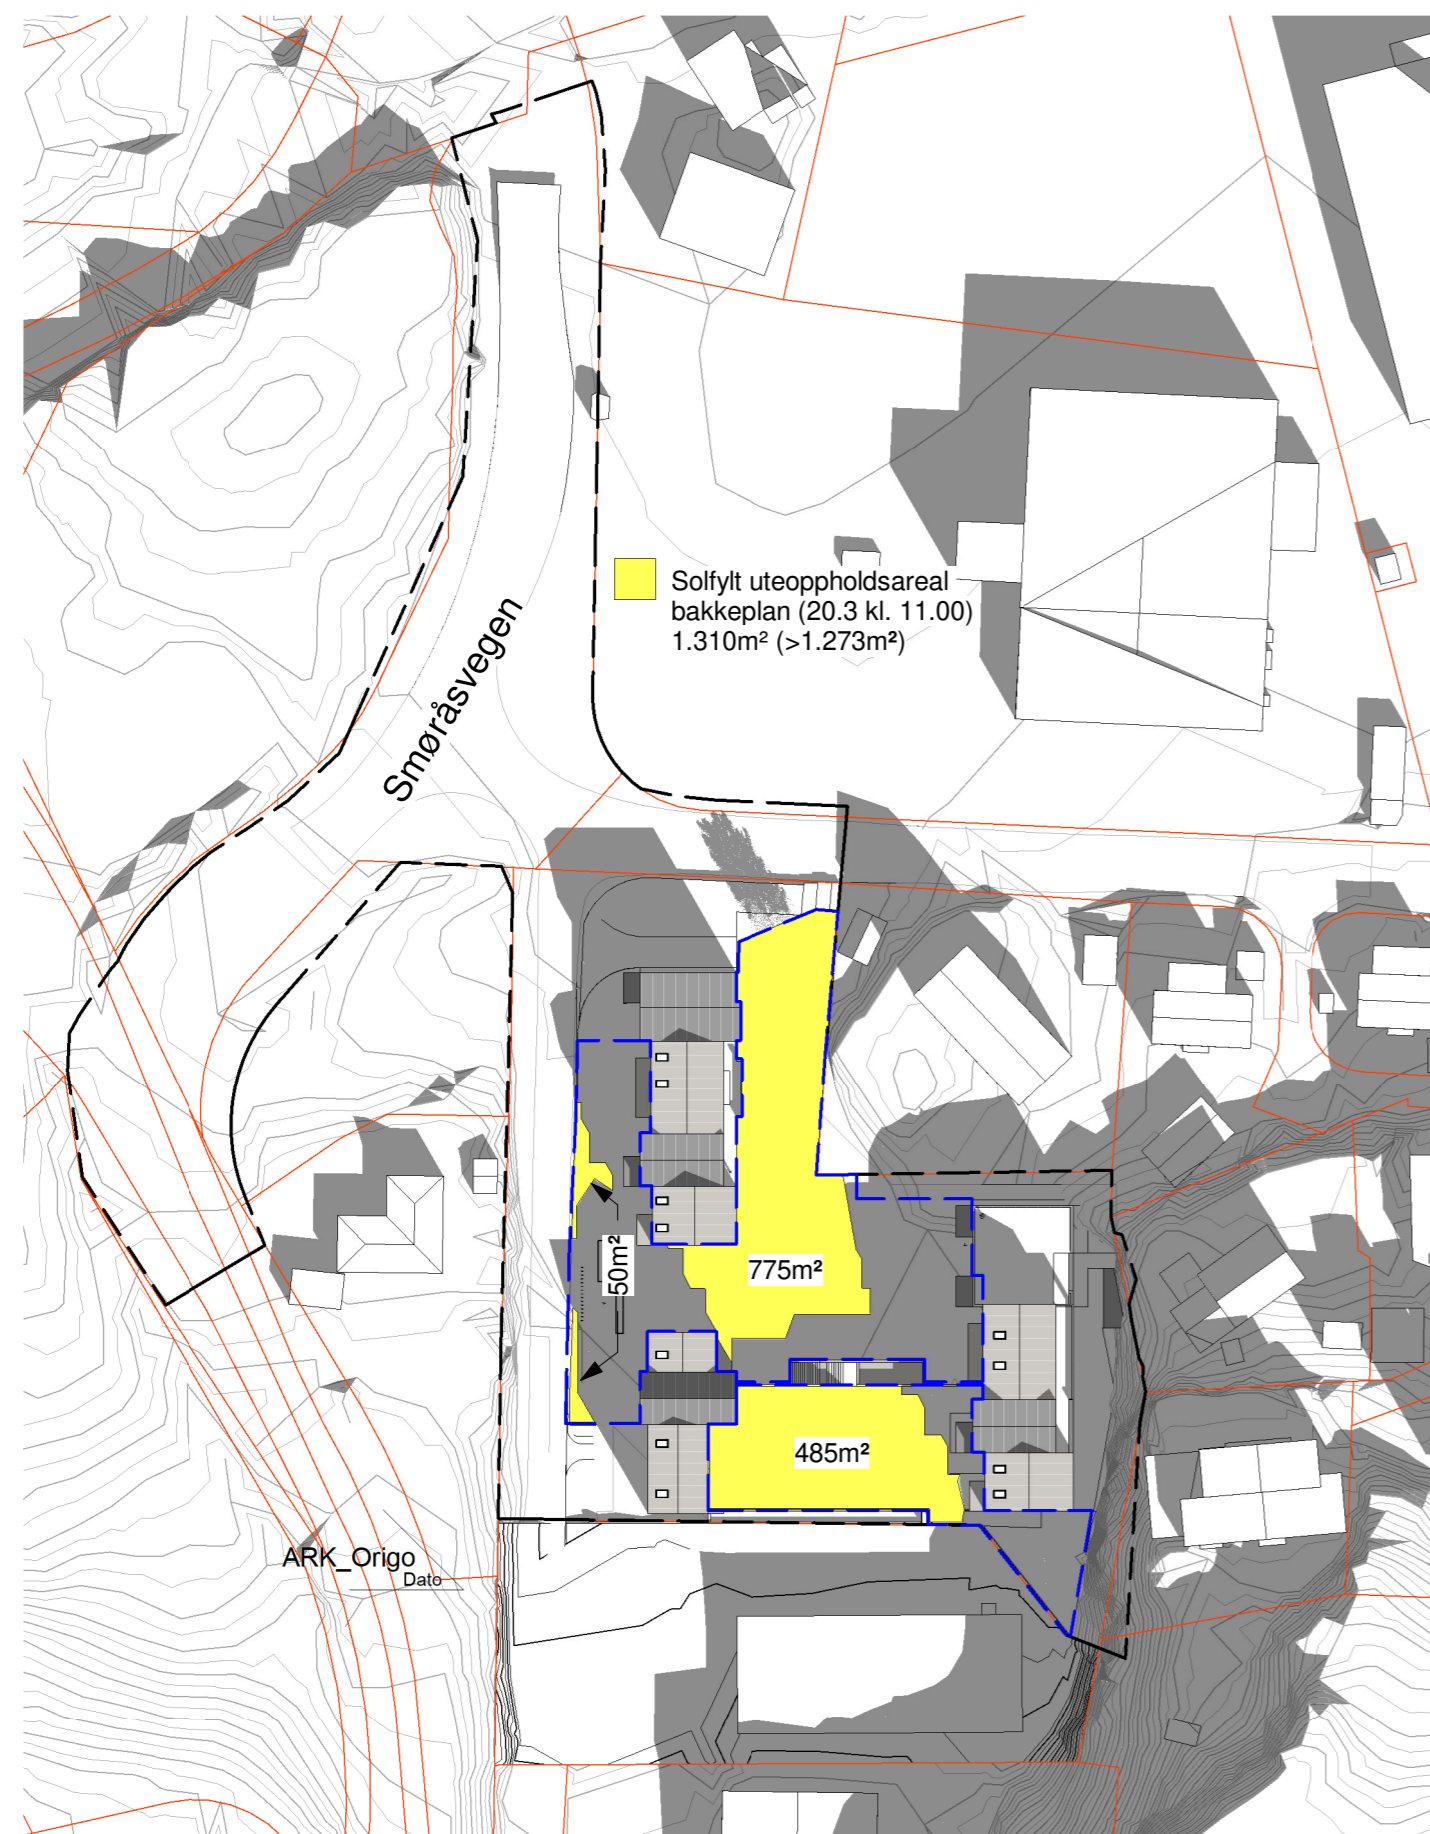 Solfylt uteoppholdsareal
bakkeplan (20.3 kl. 11.00)
1.310m² (>1.273m²)
Smøråsvegen
50m²
775m²
485m²
ARK_Origo
Dato